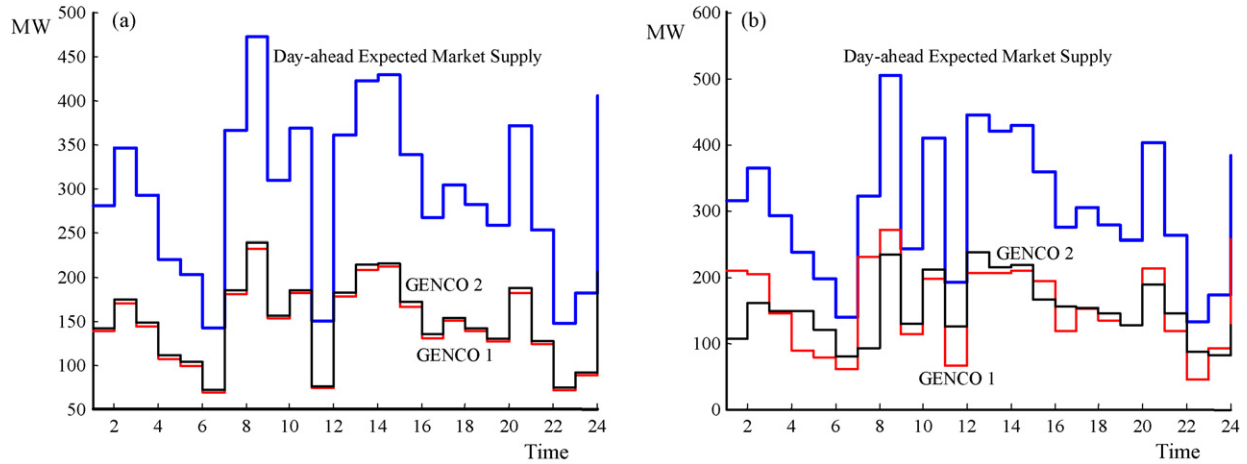 MW
500
(a)
450
Day-ahead Expected Market Supply
400
350
300
250
GENCO 2
200
150
GENCO 1
100
50
2 4 6 8 10 12 14 16 18 20 22 24
Time
MW
600
(b)
Day-ahead Expected Market Supply
500
400
300
GENCO 2
200
100
GENCO 1
0
2 4 6 8 10 12 14 16 18 20 22 24
Time